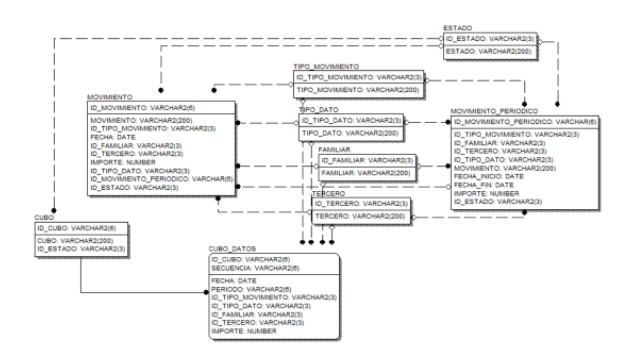 ESTADO
ID_ESTADO: VARCHAR2(3)
ESTADO: VARCHAR2(200)
TIPO_MOVIMIENTO
ID_TIPO_MOVIMIENTO: VARCHAR2(3)
TIPO_MOVIMIENTO: VARCHAR2(200)
MOVIMIENTO
ID_MOVIMIENTO: VARCHAR2(6)
MOVIMIENTO: VARCHAR2(200)
ID_TIPO_MOVIMIENTO: VARCHAR2(3)
FECHA: DATE
ID_FAMILIAR: VARCHAR2(3)
ID_TERCERO: VARCHAR2(3)
IMPORTE: NUMBER
ID_TIPO_DATO: VARCHAR2(3)
ID_MOVIMIENTO_PERIODICO: VARCHAR(6)
ID_ESTADO: VARCHAR2(3)
TIPO_DATO
ID_TIPO_DATO: VARCHAR2(3)
TIPO_DATO: VARCHAR2(200)
MOVIMIENTO_PERIODICO
ID_MOVIMIENTO_PERIODICO: VARCHAR(6)
ID_TIPO_MOVIMIENTO: VARCHAR2(3)
ID_FAMILIAR: VARCHAR2(3)
ID_TERCERO: VARCHAR2(3)
ID_TIPO_DATO: VARCHAR2(3)
MOVIMIENTO: VARCHAR2(200)
FECHA_INICIO: DATE
FECHA_FIN: DATE
IMPORTE: NUMBER
ID_ESTADO: VARCHAR2(3)
FAMILIAR
ID_FAMILIAR: VARCHAR2(3)
FAMILIAR: VARCHAR2(200)
TERCERO
ID_TERCERO: VARCHAR2(3)
TERCERO: VARCHAR2(200)
CUBO
ID_CUBO: VARCHAR2(6)
CUBO: VARCHAR2(200)
ID_ESTADO: VARCHAR2(3)
CUBO_DATOS
ID_CUBO: VARCHAR2(6)
SECUENCIA: VARCHAR2(6)
FECHA: DATE
PERIODO: VARCHAR2(6)
ID_TIPO_MOVIMIENTO: VARCHAR2(3)
ID_TIPO_DATO: VARCHAR2(3)
ID_FAMILIAR: VARCHAR2(3)
ID_TERCERO: VARCHAR2(3)
IMPORTE: NUMBER